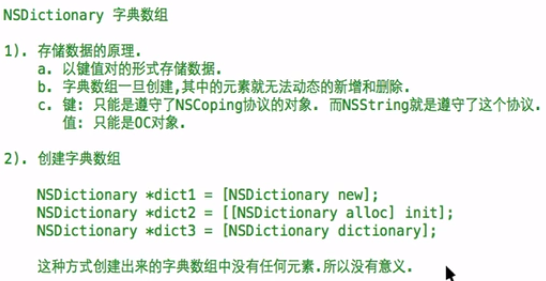 NSDictionary 字典数组
1). 存储数据的原理.
a. 以键值对的形式存储数据.
b. 字典数组一旦创建,其中的元素就无法动态的新增和删除.
c. 键: 只能是遵守了NSCoping协议的对象. 而NSString就是遵守了这个协议.
值: 只能是OC对象.
2). 创建字典数组
NSDictionary *dict1 = [NSDictionary new];
NSDictionary *dict2 = [[NSDictionary alloc] init];
NSDictionary *dict3 = [NSDictionary dictionary];
这种方式创建出来的字典数组中没有任何元素.所以没有意义.